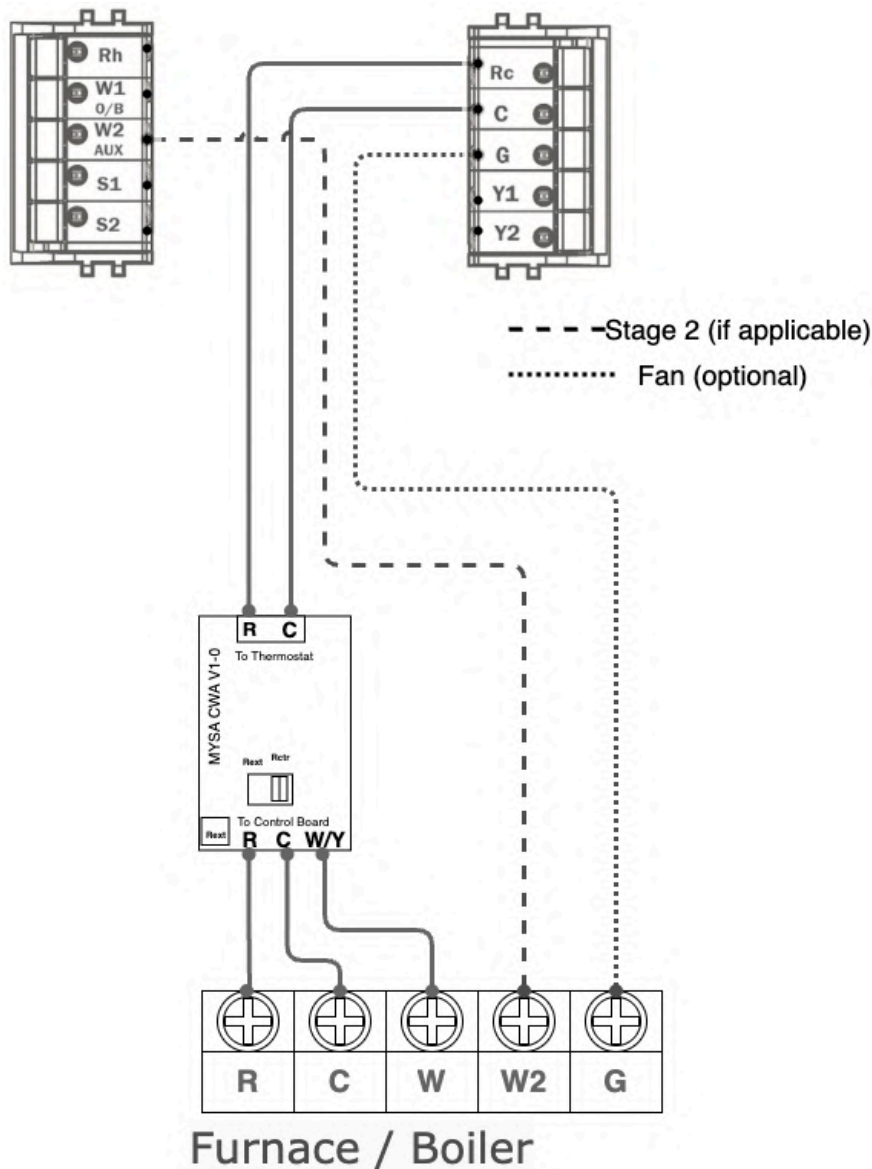 Rh
W1
O/B
W2
AUX
S1
S2
Rc
C
G
Y1
Y2
Stage 2 (if applicable)
Fan (optional)
R C
To Thermostat
MYSA CWA V1-0
Rext Rctr
To Control Board
Rext
R C W/Y
R C W W2 G
Furnace / Boiler